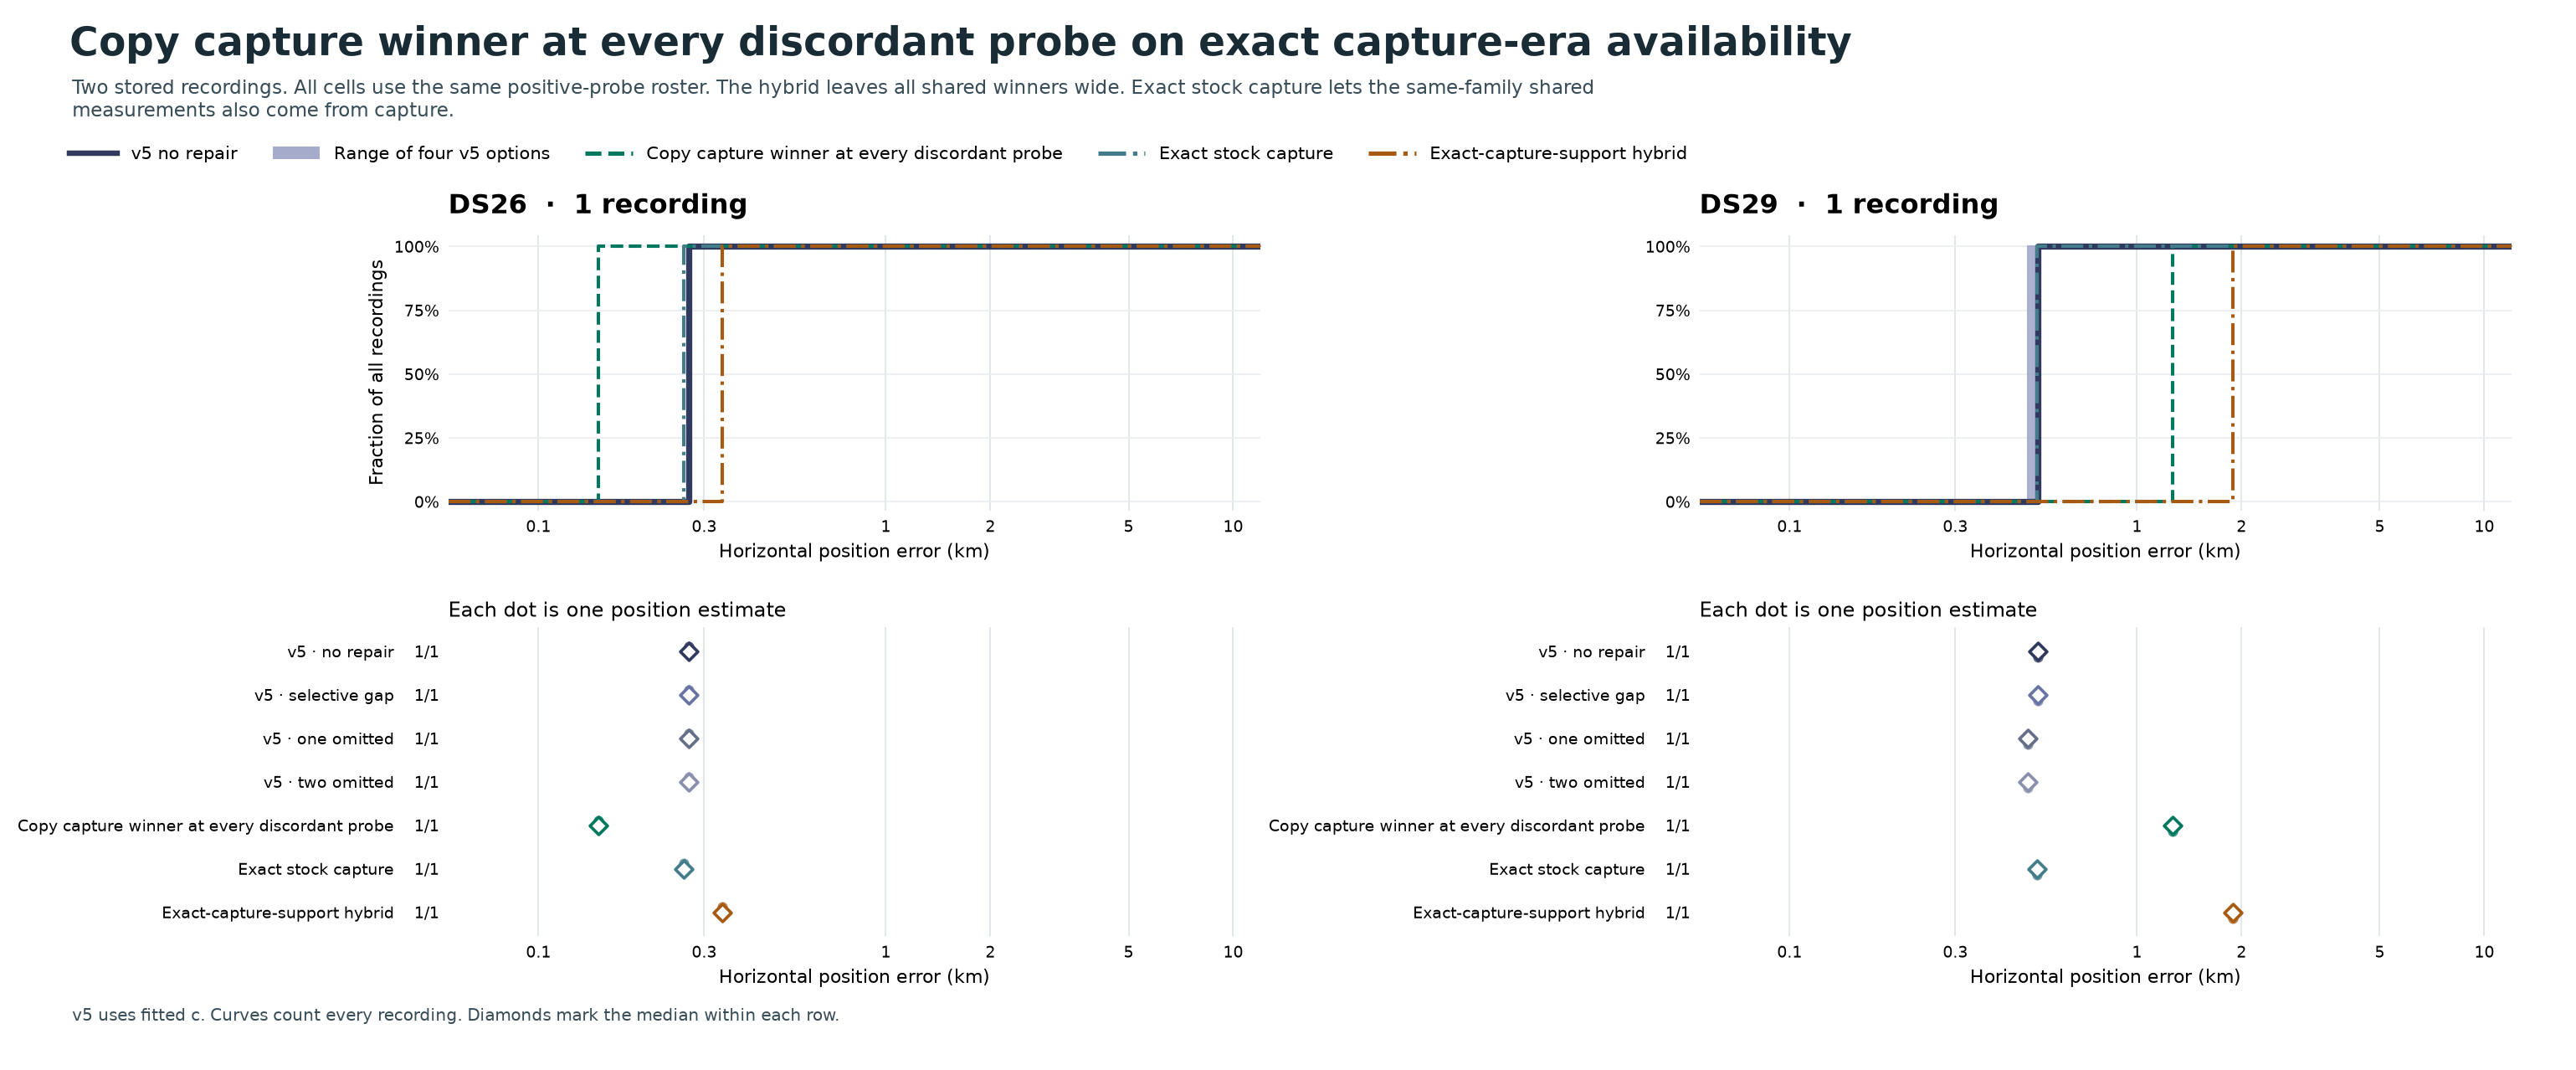 Copy capture winner at every discordant probe on exact capture-era availability
Two stored recordings. All cells use the same positive-probe roster. The hybrid leaves all shared winners wide. Exact stock capture lets the same-family shared
measurements also come from capture.
v5 no repair
Range of four v5 options
Copy capture winner at every discordant probe
Exact stock capture
Exact-capture-support hybrid
DS26 · 1 recording
Fraction of all recordings
100%
75%
50%
25%
0%
0.1 0.3 1 2 5 10
Horizontal position error (km)
DS29 · 1 recording
100%
75%
50%
25%
0%
0.1 0.3 1 2 5 10
Horizontal position error (km)
Each dot is one position estimate
v5 · no repair 1/1
v5 · selective gap 1/1
v5 · one omitted 1/1
v5 · two omitted 1/1
Copy capture winner at every discordant probe 1/1
Exact stock capture 1/1
Exact-capture-support hybrid 1/1
0.1 0.3 1 2 5 10
Horizontal position error (km)
Each dot is one position estimate
v5 · no repair 1/1
v5 · selective gap 1/1
v5 · one omitted 1/1
v5 · two omitted 1/1
Copy capture winner at every discordant probe 1/1
Exact stock capture 1/1
Exact-capture-support hybrid 1/1
0.1 0.3 1 2 5 10
Horizontal position error (km)
v5 uses fitted c. Curves count every recording. Diamonds mark the median within each row.